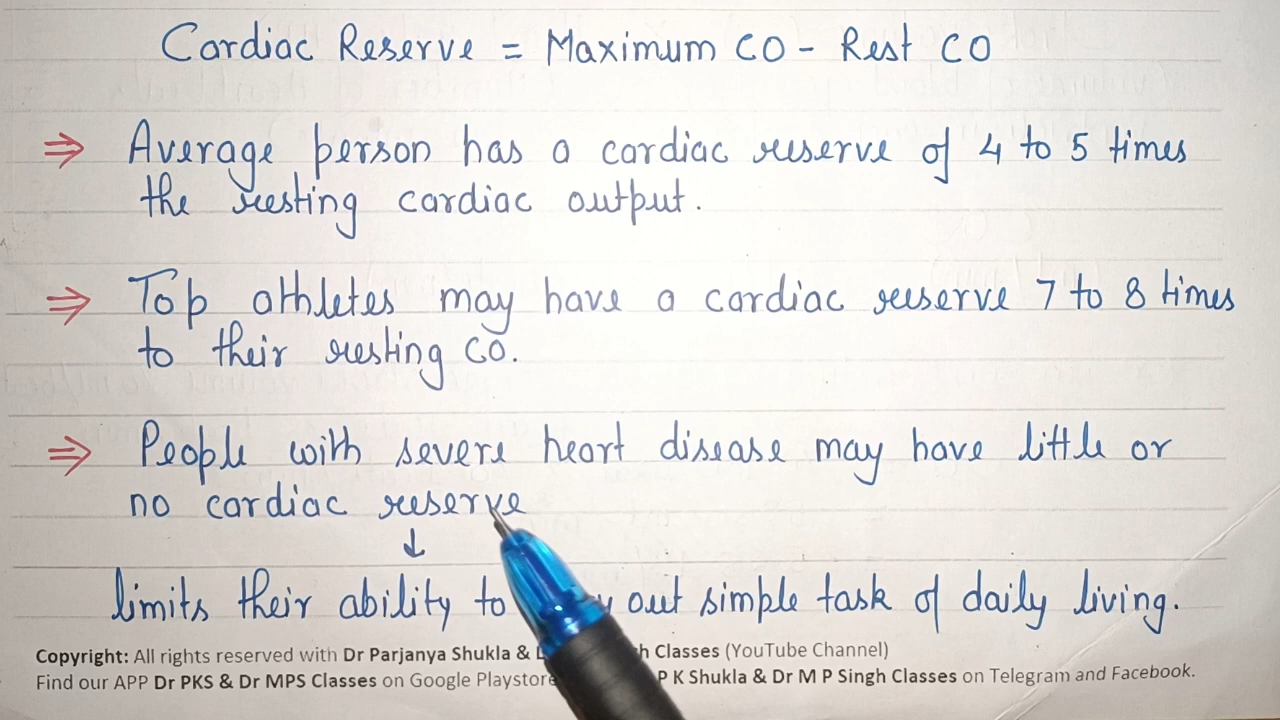 Cardiac Reserve = Maximum CO - Rest CO
⇒ Average person has a cardiac reserve of 4 to 5 times
the resting cardiac output.
⇒ Top athletes may have a cardiac reserve 7 to 8 times
to their resting CO.
⇒ People with severe heart disease may have little or
no cardiac reserve
↓
limits their ability to out simple task of daily living.
Copyright: All rights reserved with Dr Parjanya Shukla & Classes (YouTube Channel)
Find our APP Dr PKS & Dr MPS Classes on Google Playstore P K Shukla & Dr M P Singh Classes on Telegram and Facebook.